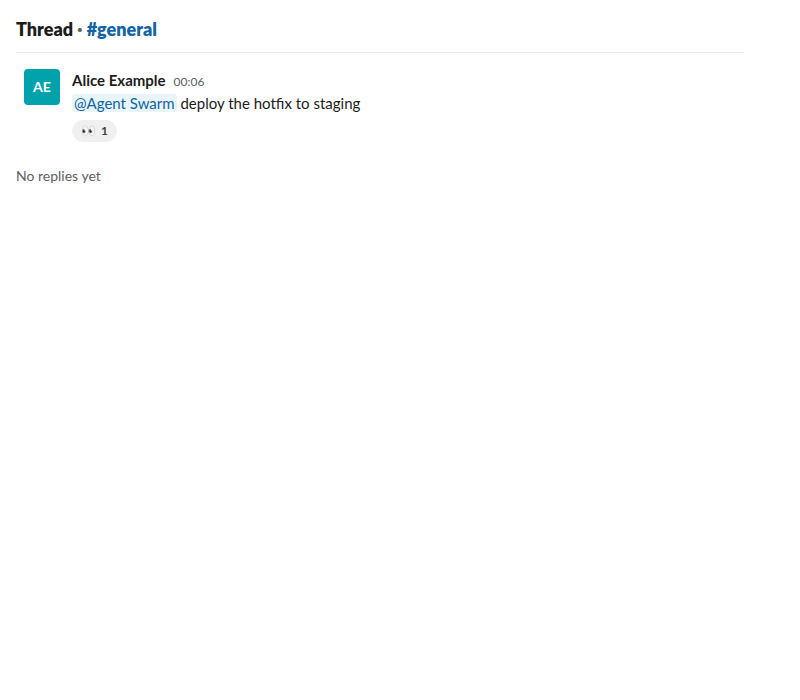 Thread • #general
AE
Alice Example 00:06
@Agent Swarm deploy the hotfix to staging
👀 1
No replies yet